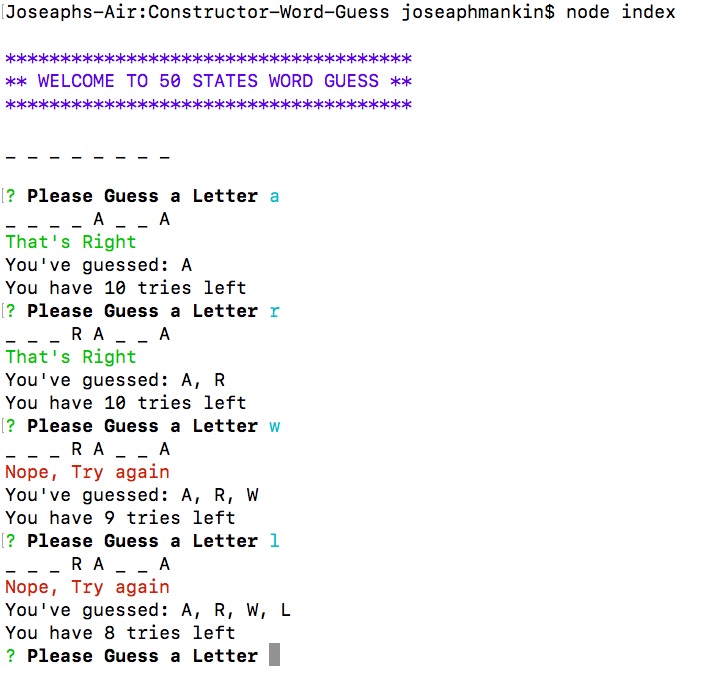 Joseaphs-Air:Constructor-Word-Guess joseaphmankin$ node index
*************************************
** WELCOME TO 50 STATES WORD GUESS **
*************************************
_ _ _ _ _ _ _ _
? Please Guess a Letter a
_ _ _ _ A _ _ A
That's Right
You've guessed: A
You have 10 tries left
? Please Guess a Letter r
_ _ _ R A _ _ A
That's Right
You've guessed: A, R
You have 10 tries left
? Please Guess a Letter w
_ _ _ R A _ _ A
Nope, Try again
You've guessed: A, R, W
You have 9 tries left
? Please Guess a Letter l
_ _ _ R A _ _ A
Nope, Try again
You've guessed: A, R, W, L
You have 8 tries left
? Please Guess a Letter